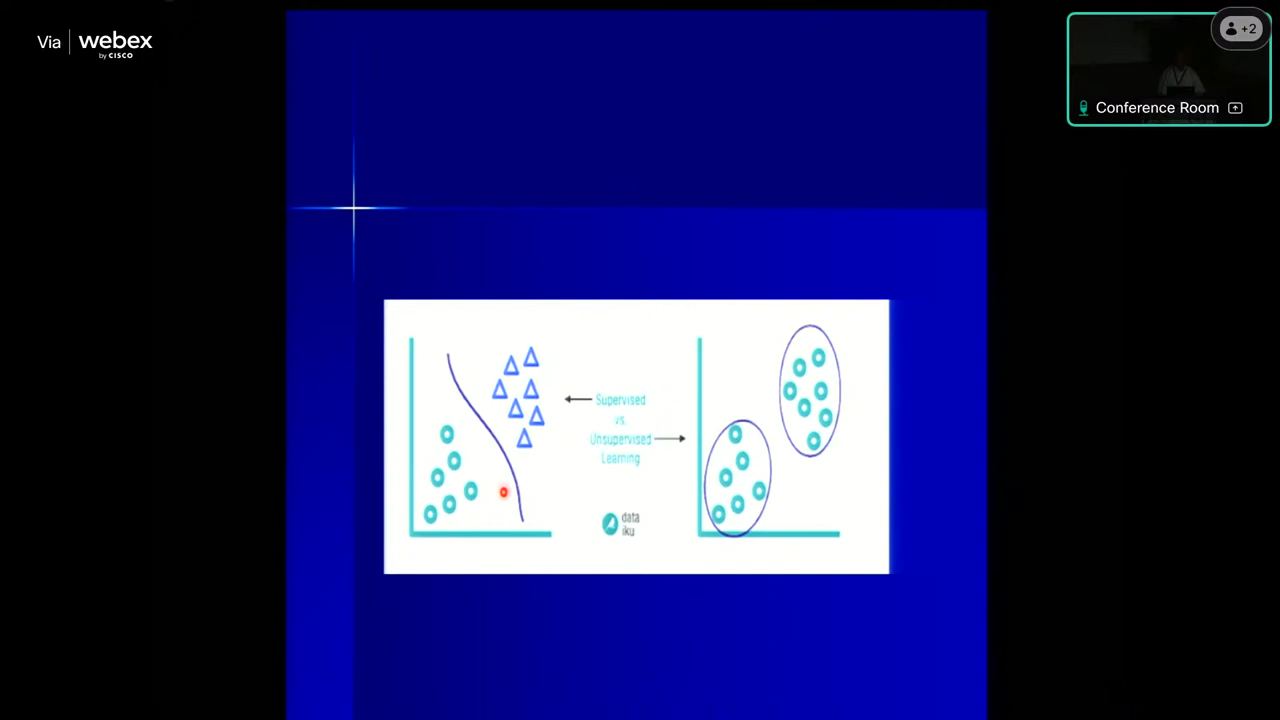 Via webex
by CISCO
+2
Conference Room
Supervised
vs.
Unsupervised
Learning
data
iku